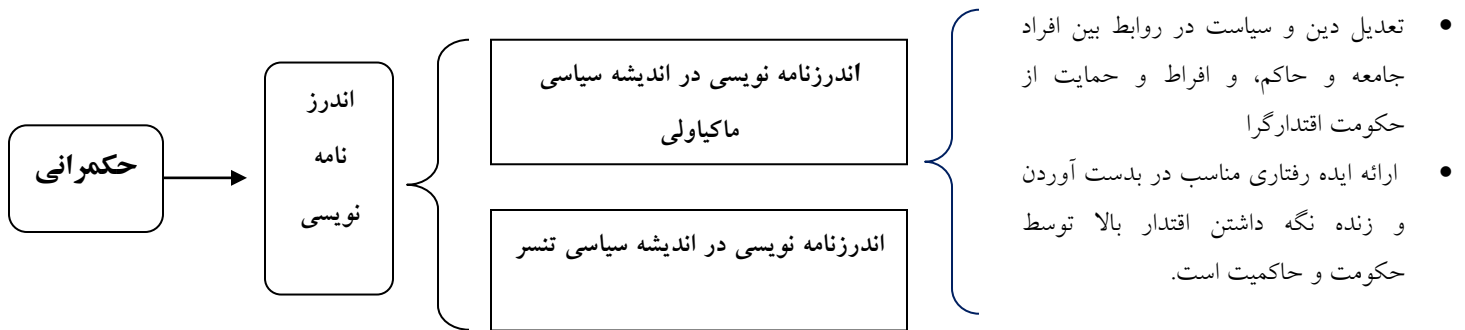 حکمرانی
اندرز
نامه
نویسی
اندرزنامه نویسی در اندیشه سیاسی
ماکیاولی
اندرزنامه نویسی در اندیشه سیاسی تنسر
• تعدیل دین و سیاست در روابط بین افراد
جامعه و حاکم، و افراط و حمایت از
حکومت اقتدارگرا
• ارائه ایده رفتاری مناسب در بدست آوردن
و زنده نگه داشتن اقتدار بالا توسط
حکومت و حاکمیت است.